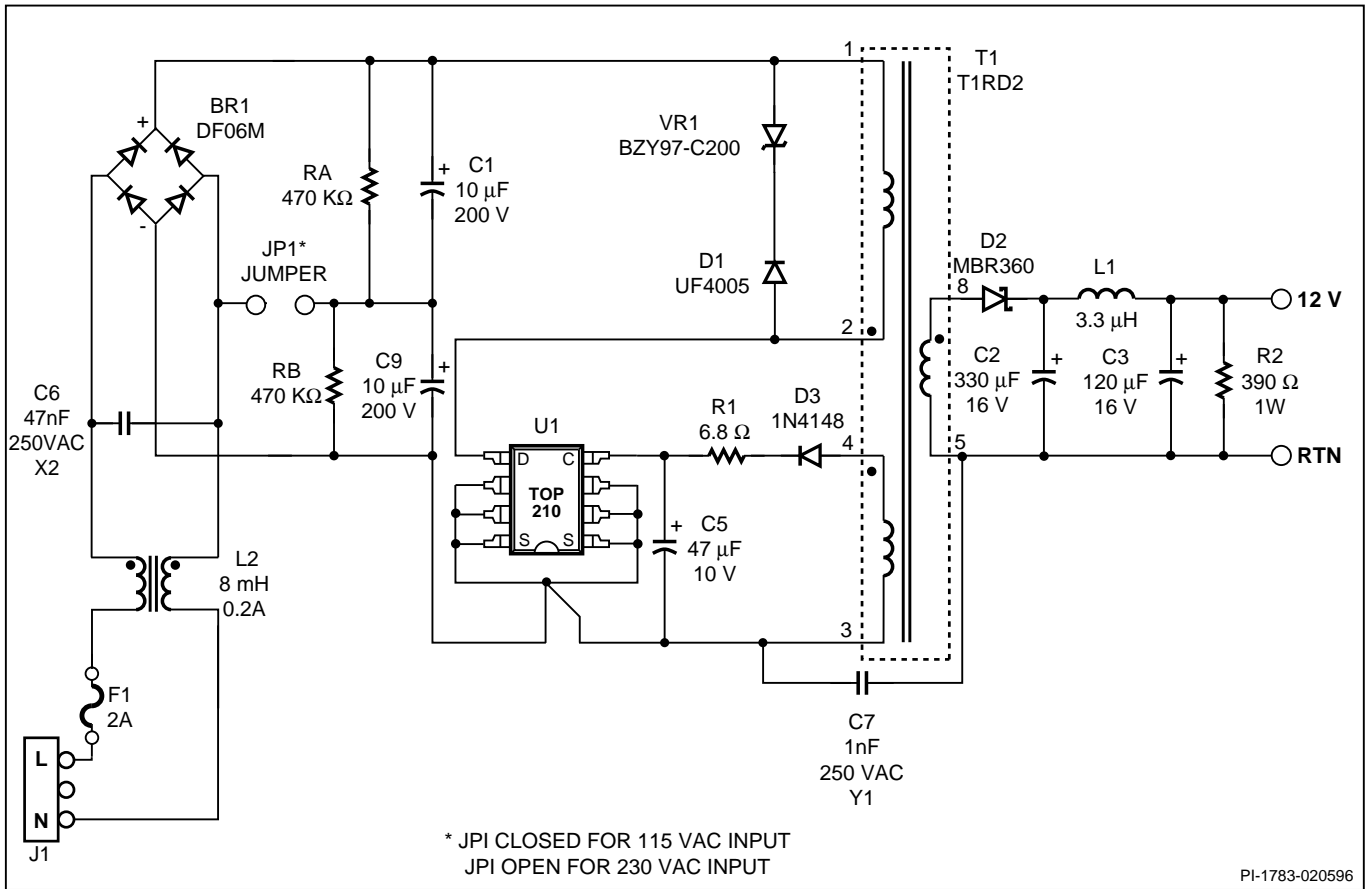 1
T1
T1RD2
BR1
DF06M
+
-
RA
470 KΩ
+
C1
10 µF
200 V
VR1
BZY97-C200
JP1*
JUMPER
D1
UF4005
D2
MBR360
8
L1
3.3 µH
12 V
2
RB
470 KΩ
C9
10 µF
200 V
+
C6
47nF
250VAC
X2
C2
330 µF
16 V
+
C3
120 µF
16 V
+
R2
390 Ω
1W
R1
6.8 Ω
D3
1N4148
4
5
RTN
U1
D C
TOP
210
S S
+
C5
47 µF
10 V
L2
8 mH
0.2A
3
F1
2A
L
N
J1
C7
1nF
250 VAC
Y1
* JPI CLOSED FOR 115 VAC INPUT
JPI OPEN FOR 230 VAC INPUT
PI-1783-020596